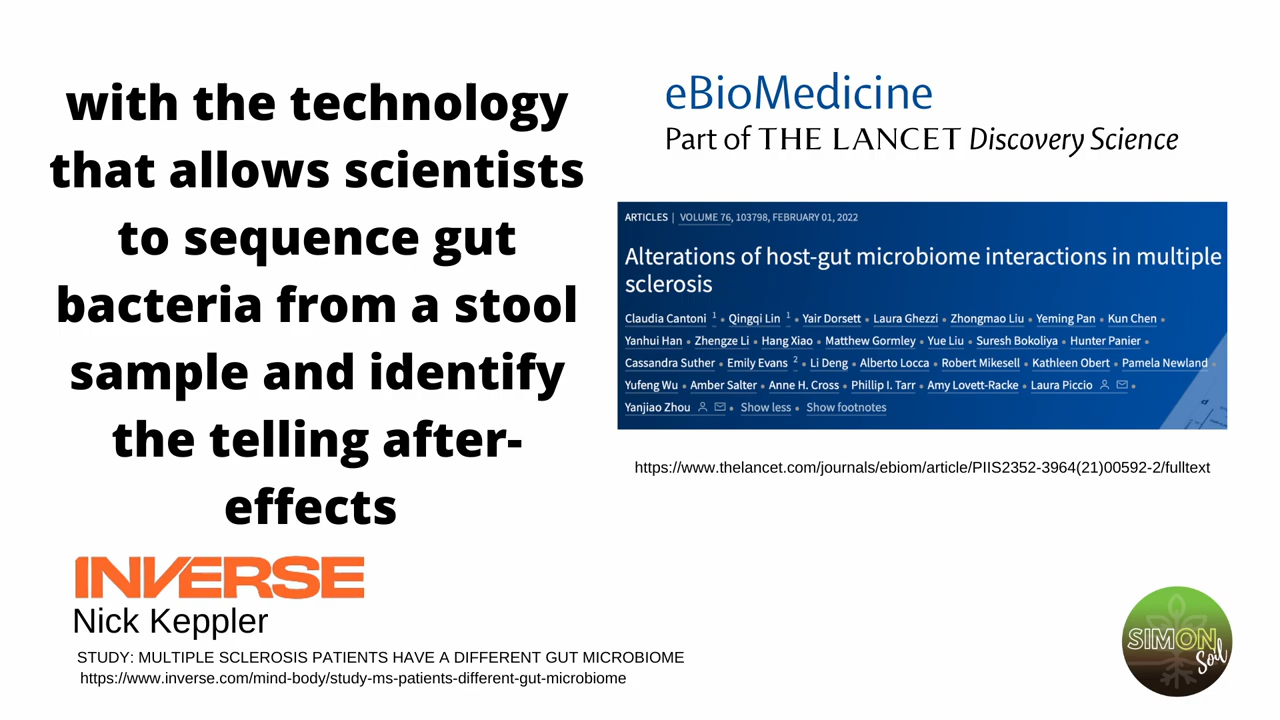 with the technology
that allows scientists
to sequence gut
bacteria from a stool
sample and identify
the telling after-
effects
INVERSE
Nick Keppler
STUDY: MULTIPLE SCLEROSIS PATIENTS HAVE A DIFFERENT GUT MICROBIOME
https://www.inverse.com/mind-body/study-ms-patients-different-gut-microbiome
eBioMedicine
Part of THE LANCET Discovery Science
ARTICLES | VOLUME 76, 103798, FEBRUARY 01, 2022
Alterations of host-gut microbiome interactions in multiple
sclerosis
Claudia Cantoni 1 • Qingqi Lin 1 • Yair Dorsett • Laura Ghezzi • Zhongmao Liu • Yeming Pan • Kun Chen •
Yanhui Han • Zhengze Li • Hang Xiao • Matthew Gormley • Yue Liu • Suresh Bokoliya • Hunter Panier •
Cassandra Suther • Emily Evans 2 • Li Deng • Alberto Locca • Robert Mikesell • Kathleen Obert • Pamela Newland •
Yufeng Wu • Amber Salter • Anne H. Cross • Phillip I. Tarr • Amy Lovett-Racke • Laura Piccio •
Yanjiao Zhou • Show less • Show footnotes
https://www.thelancet.com/journals/ebiom/article/PIIS2352-3964(21)00592-2/fulltext
SIMON
Soil